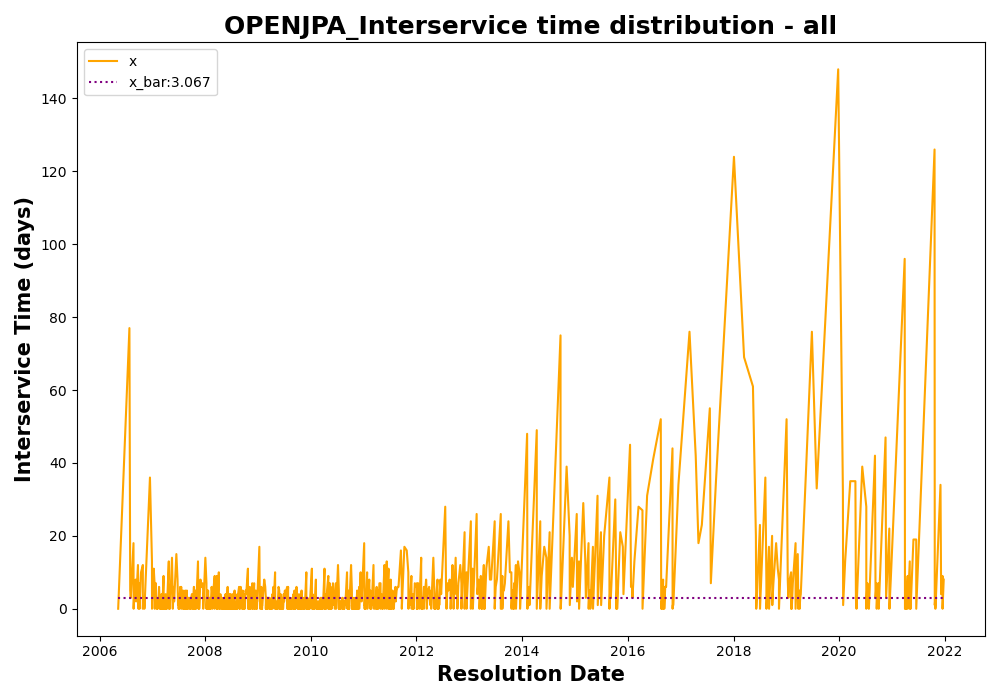 OPENJPA_Interservice time distribution - all
x
x_bar:3.067
Interservice Time (days)
140
120
100
80
60
40
20
0
2006 2008 2010 2012 2014 2016 2018 2020 2022
Resolution Date